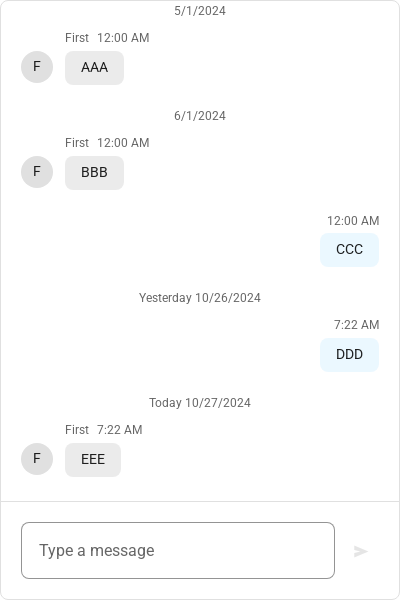 5/1/2024
First 12:00 AM
F
AAA
6/1/2024
First 12:00 AM
F
BBB
12:00 AM
CCC
Yesterday 10/26/2024
7:22 AM
DDD
Today 10/27/2024
First 7:22 AM
F
EEE
Type a message